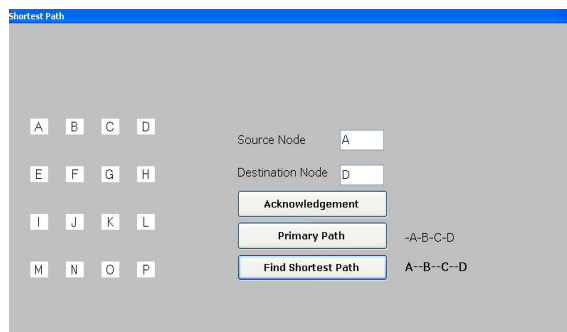 Shortest Path
A B C D
Source Node A
E F G H
Destination Node D
Acknowledgement
I J K L
Primary Path -A-B-C-D
M N O P
Find Shortest Path A--B--C--D